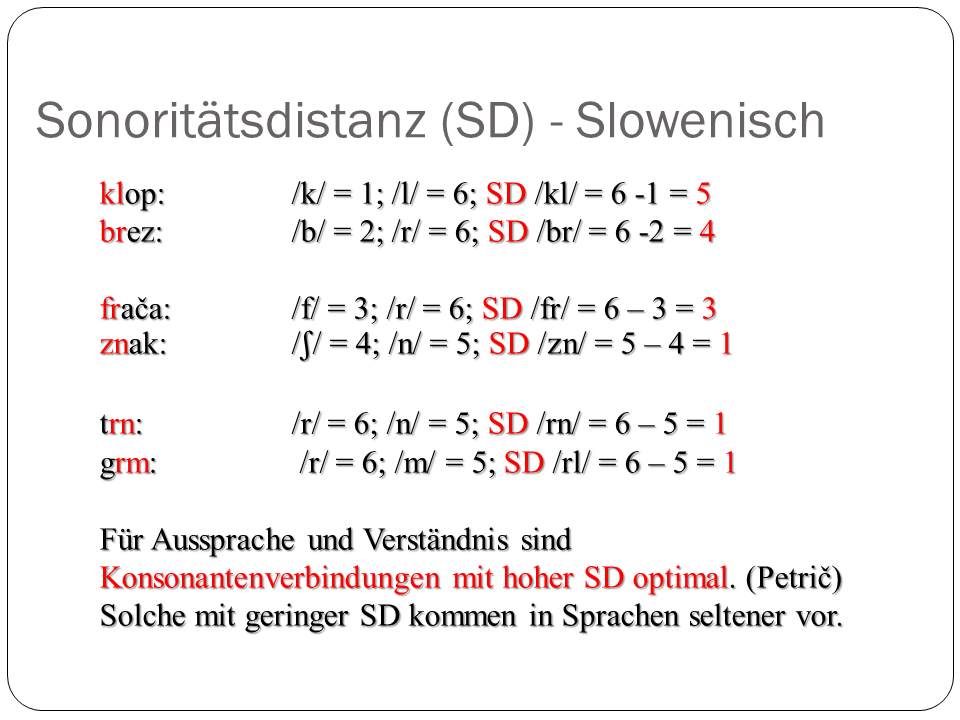 Sonoritätsdistanz (SD) - Slowenisch
klop: /k/ = 1; /l/ = 6; SD /kl/ = 6 -1 = 5
brez: /b/ = 2; /r/ = 6; SD /br/ = 6 -2 = 4
frača: /f/ = 3; /r/ = 6; SD /fr/ = 6 – 3 = 3
znak: /ʃ/ = 4; /n/ = 5; SD /zn/ = 5 – 4 = 1
trn: /r/ = 6; /n/ = 5; SD /rn/ = 6 – 5 = 1
grm: /r/ = 6; /m/ = 5; SD /rl/ = 6 – 5 = 1
Für Aussprache und Verständnis sind
Konsonantenverbindungen mit hoher SD optimal. (Petrič)
Solche mit geringer SD kommen in Sprachen seltener vor.